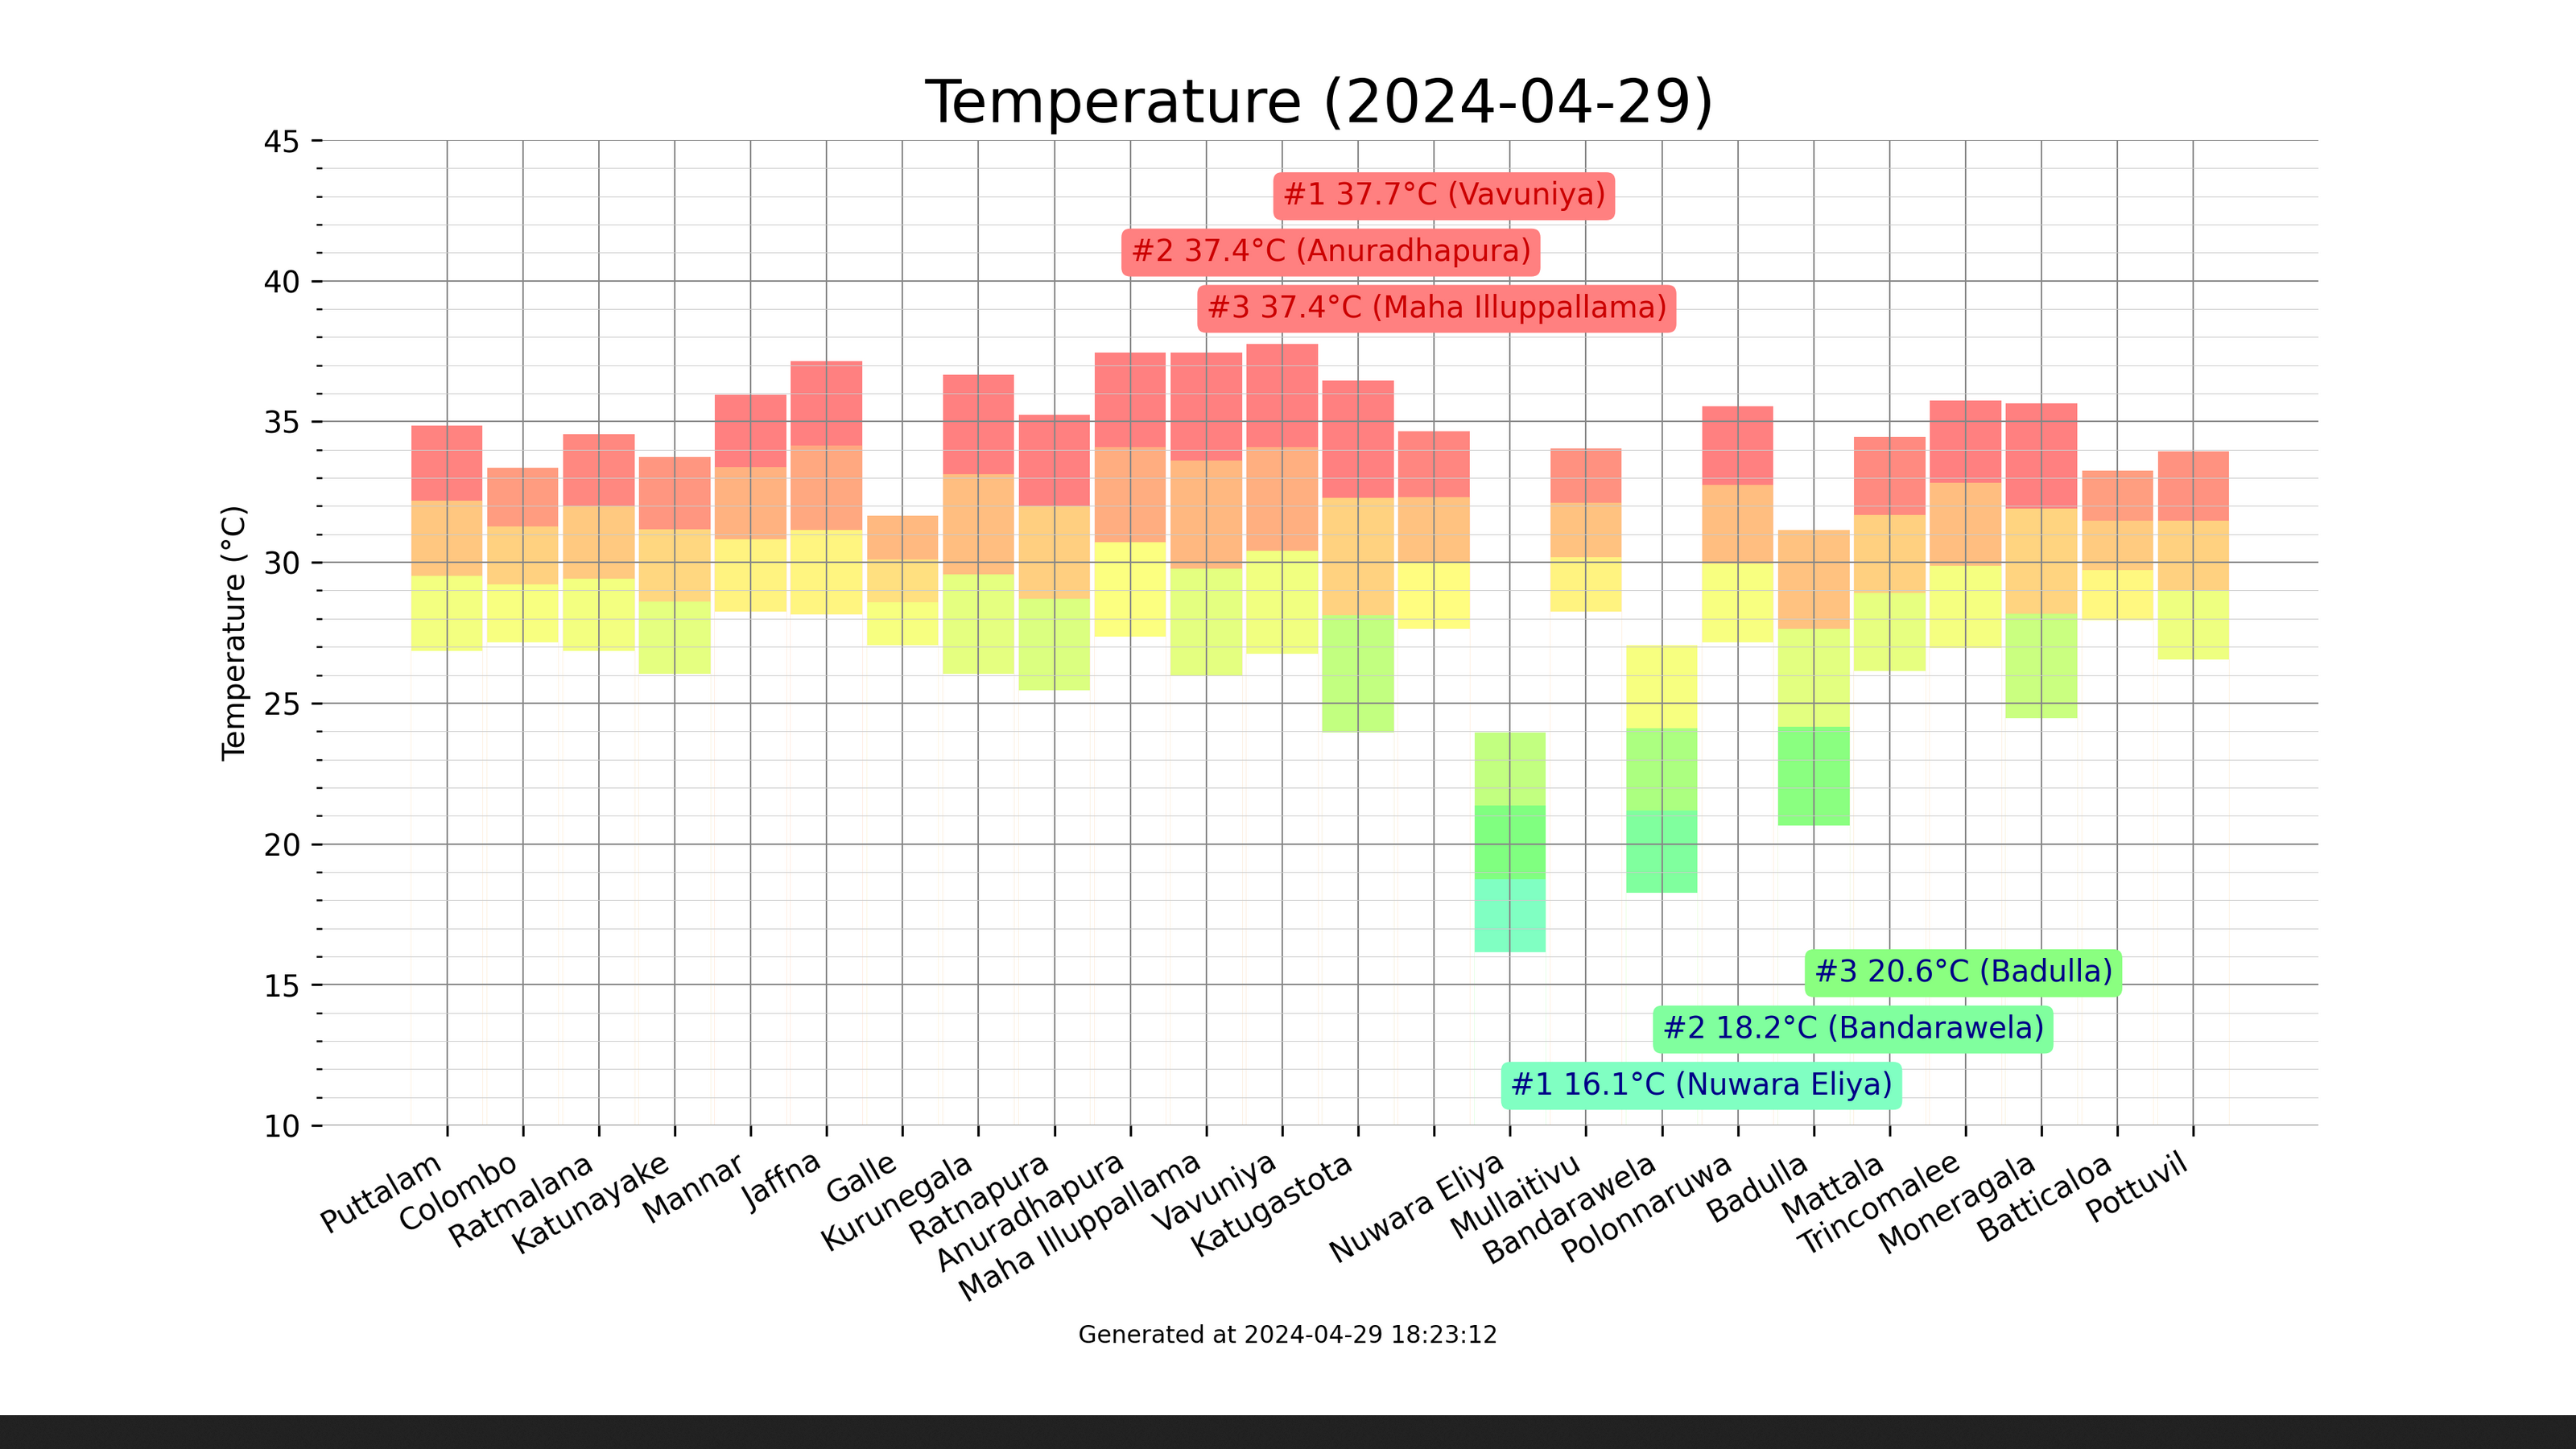 Temperature (2024-04-29)
45
40
35
30
25
20
15
10
Temperature (°C)
#1 37.7°C (Vavuniya)
#2 37.4°C (Anuradhapura)
#3 37.4°C (Maha Illuppallama)
#3 20.6°C (Badulla)
#2 18.2°C (Bandarawela)
#1 16.1°C (Nuwara Eliya)
Puttalam
Colombo
Ratmalana
Katunayake
Mannar
Jaffna
Galle
Kurunegala
Ratnapura
Anuradhapura
Maha Illuppallama
Vavuniya
Katugastota
Nuwara Eliya
Mullaitivu
Bandarawela
Polonnaruwa
Badulla
Mattala
Trincomalee
Moneragala
Batticaloa
Pottuvil
Generated at 2024-04-29 18:23:12